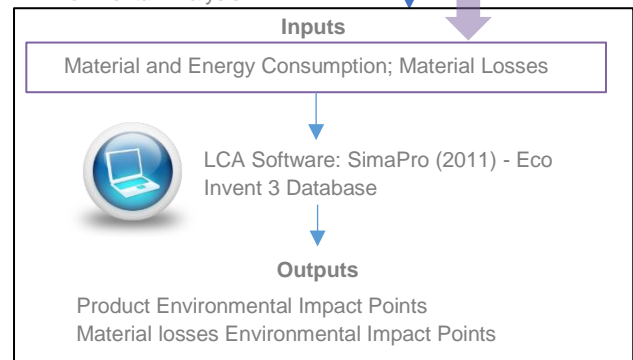 Inputs
Material and Energy Consumption; Material Losses
LCA Software: SimaPro (2011) - Eco
Invent 3 Database
Outputs
Product Environmental Impact Points
Material losses Environmental Impact Points